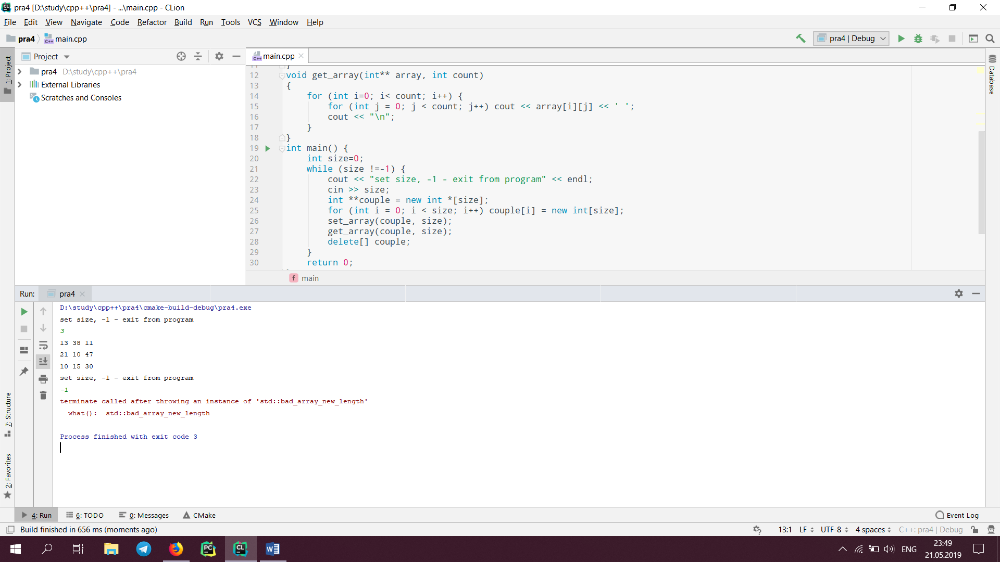 pra4 [D:\study\cpp++\pra4] - ...\main.cpp - CLion
File Edit View Navigate Code Refactor Build Run Tools VCS Window Help
pra4 main.cpp
pra4 | Debug
1: Project
Project
main.cpp
pra4 D:\study\cpp++\pra4
External Libraries
Scratches and Consoles
Database
11 }
12 void get_array(int** array, int count)
13 {
14 for (int i=0; i< count; i++) {
15 for (int j = 0; j < count; j++) cout << array[i][j] << ' ';
16 cout << "\n";
17 }
18 }
19 int main() {
20 int size=0;
21 while (size !=-1) {
22 cout << "set size, -1 - exit from program" << endl;
23 cin >> size;
24 int **couple = new int *[size];
25 for (int i = 0; i < size; i++) couple[i] = new int[size];
26 set_array(couple, size);
27 get_array(couple, size);
28 delete[] couple;
29 }
30 return 0;
f main
Run: pra4
D:\study\cpp++\pra4\cmake-build-debug\pra4.exe
set size, -1 - exit from program
3
13 38 11
21 10 47
10 15 30
set size, -1 - exit from program
-1
terminate called after throwing an instance of 'std::bad_array_new_length'
what():  std::bad_array_new_length
Process finished with exit code 3
7: Structure
2: Favorites
4: Run 6: TODO 0: Messages CMake Event Log
Build finished in 656 ms (moments ago) 13:1 LF UTF-8 4 spaces C++: pra4 | Debug
ENG
23:49
21.05.2019